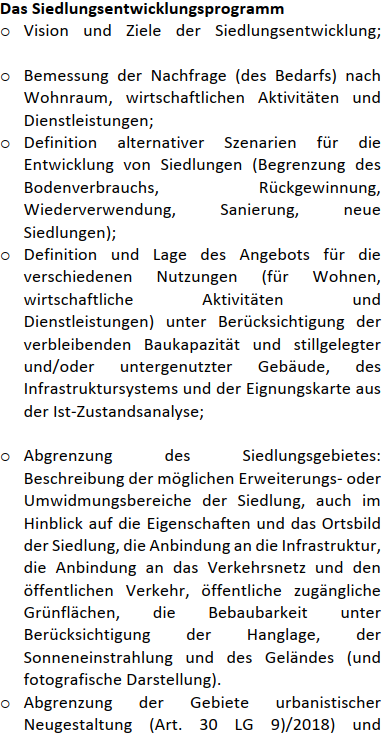 Das Siedlungsentwicklungsprogramm
o Vision und Ziele der Siedlungsentwicklung;
o Bemessung der Nachfrage (des Bedarfs) nach
Wohnraum, wirtschaftlichen Aktivitäten und
Dienstleistungen;
o Definition alternativer Szenarien für die
Entwicklung von Siedlungen (Begrenzung des
Bodenverbrauchs, Rückgewinnung,
Wiederverwendung, Sanierung, neue
Siedlungen);
o Definition und Lage des Angebots für die
verschiedenen Nutzungen (für Wohnen,
wirtschaftliche Aktivitäten und
Dienstleistungen) unter Berücksichtigung der
verbleibenden Baukapazität und stillgelegter
und/oder untergenutzter Gebäude, des
Infrastruktursystems und der Eignungskarte aus
der Ist-Zustandsanalyse;
o Abgrenzung des Siedlungsgebietes:
Beschreibung der möglichen Erweiterungs- oder
Umwidmungsbereiche der Siedlung, auch im
Hinblick auf die Eigenschaften und das Ortsbild
der Siedlung, die Anbindung an die Infrastruktur,
die Anbindung an das Verkehrsnetz und den
öffentlichen Verkehr, öffentliche zugängliche
Grünflächen, die Bebaubarkeit unter
Berücksichtigung der Hanglage, der
Sonneneinstrahlung und des Geländes (und
fotografische Darstellung).
o Abgrenzung der Gebiete urbanistischer
Neugestaltung (Art. 30 LG 9)/2018) und